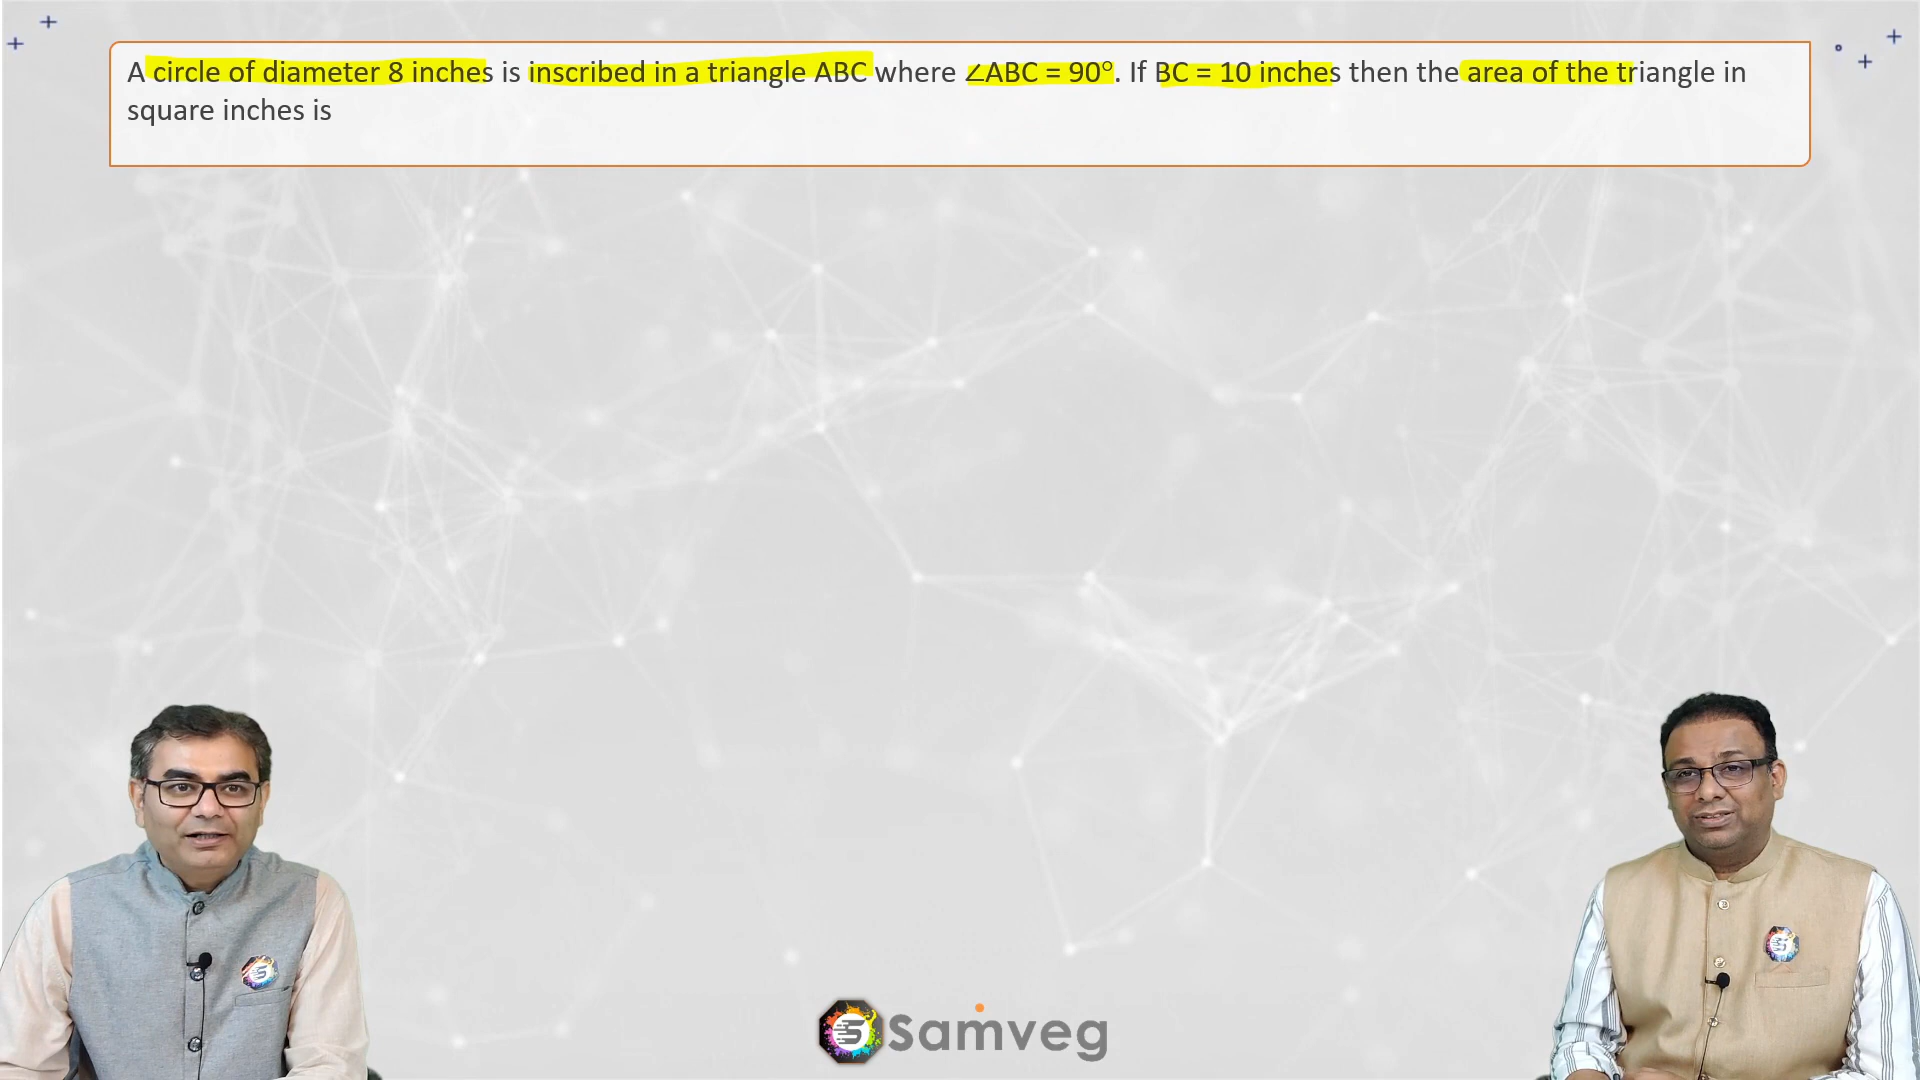 A circle of diameter 8 inches is inscribed in a triangle ABC where ∠ABC = 90°. If BC = 10 inches then the area of the triangle in
square inches is
Samveg